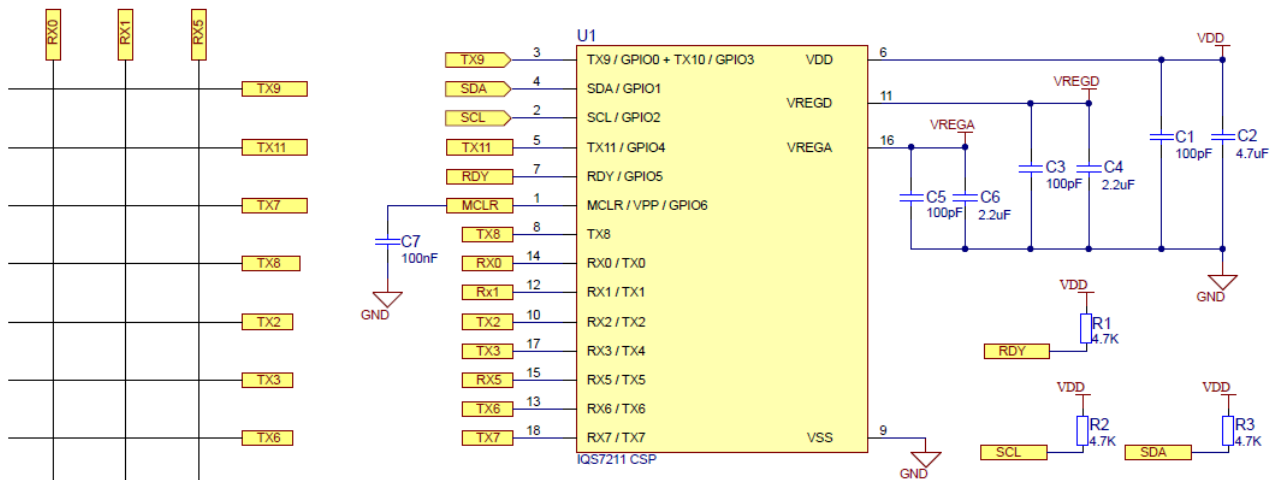 RX0
RX1
RX5
TX9
TX11
TX7
TX8
TX2
TX3
TX6
U1
TX9 3 TX9 / GPIO0 + TX10 / GPIO3 VDD 6
SDA 4 SDA / GPIO1
SCL 2 SCL / GPIO2 VREGD 11
TX11 5 TX11 / GPIO4 VREGA 16
RDY 7 RDY / GPIO5
MCLR 1 MCLR / VPP / GPIO6
TX8 8 TX8
RX0 14 RX0 / TX0
Rx1 12 RX1 / TX1
TX2 10 RX2 / TX2
TX3 17 RX3 / TX4
RX5 15 RX5 / TX5
TX6 13 RX6 / TX6
TX7 18 RX7 / TX7 VSS 9
IQS7211 CSP
C7
100nF
GND
VDD
VREGD
VREGA
C1
100pF
C2
4.7uF
C3
100pF
C4
2.2uF
C5
100pF
C6
2.2uF
GND
VDD
R1
4.7K
RDY
VDD
R2
4.7K
SCL
VDD
R3
4.7K
SDA
GND